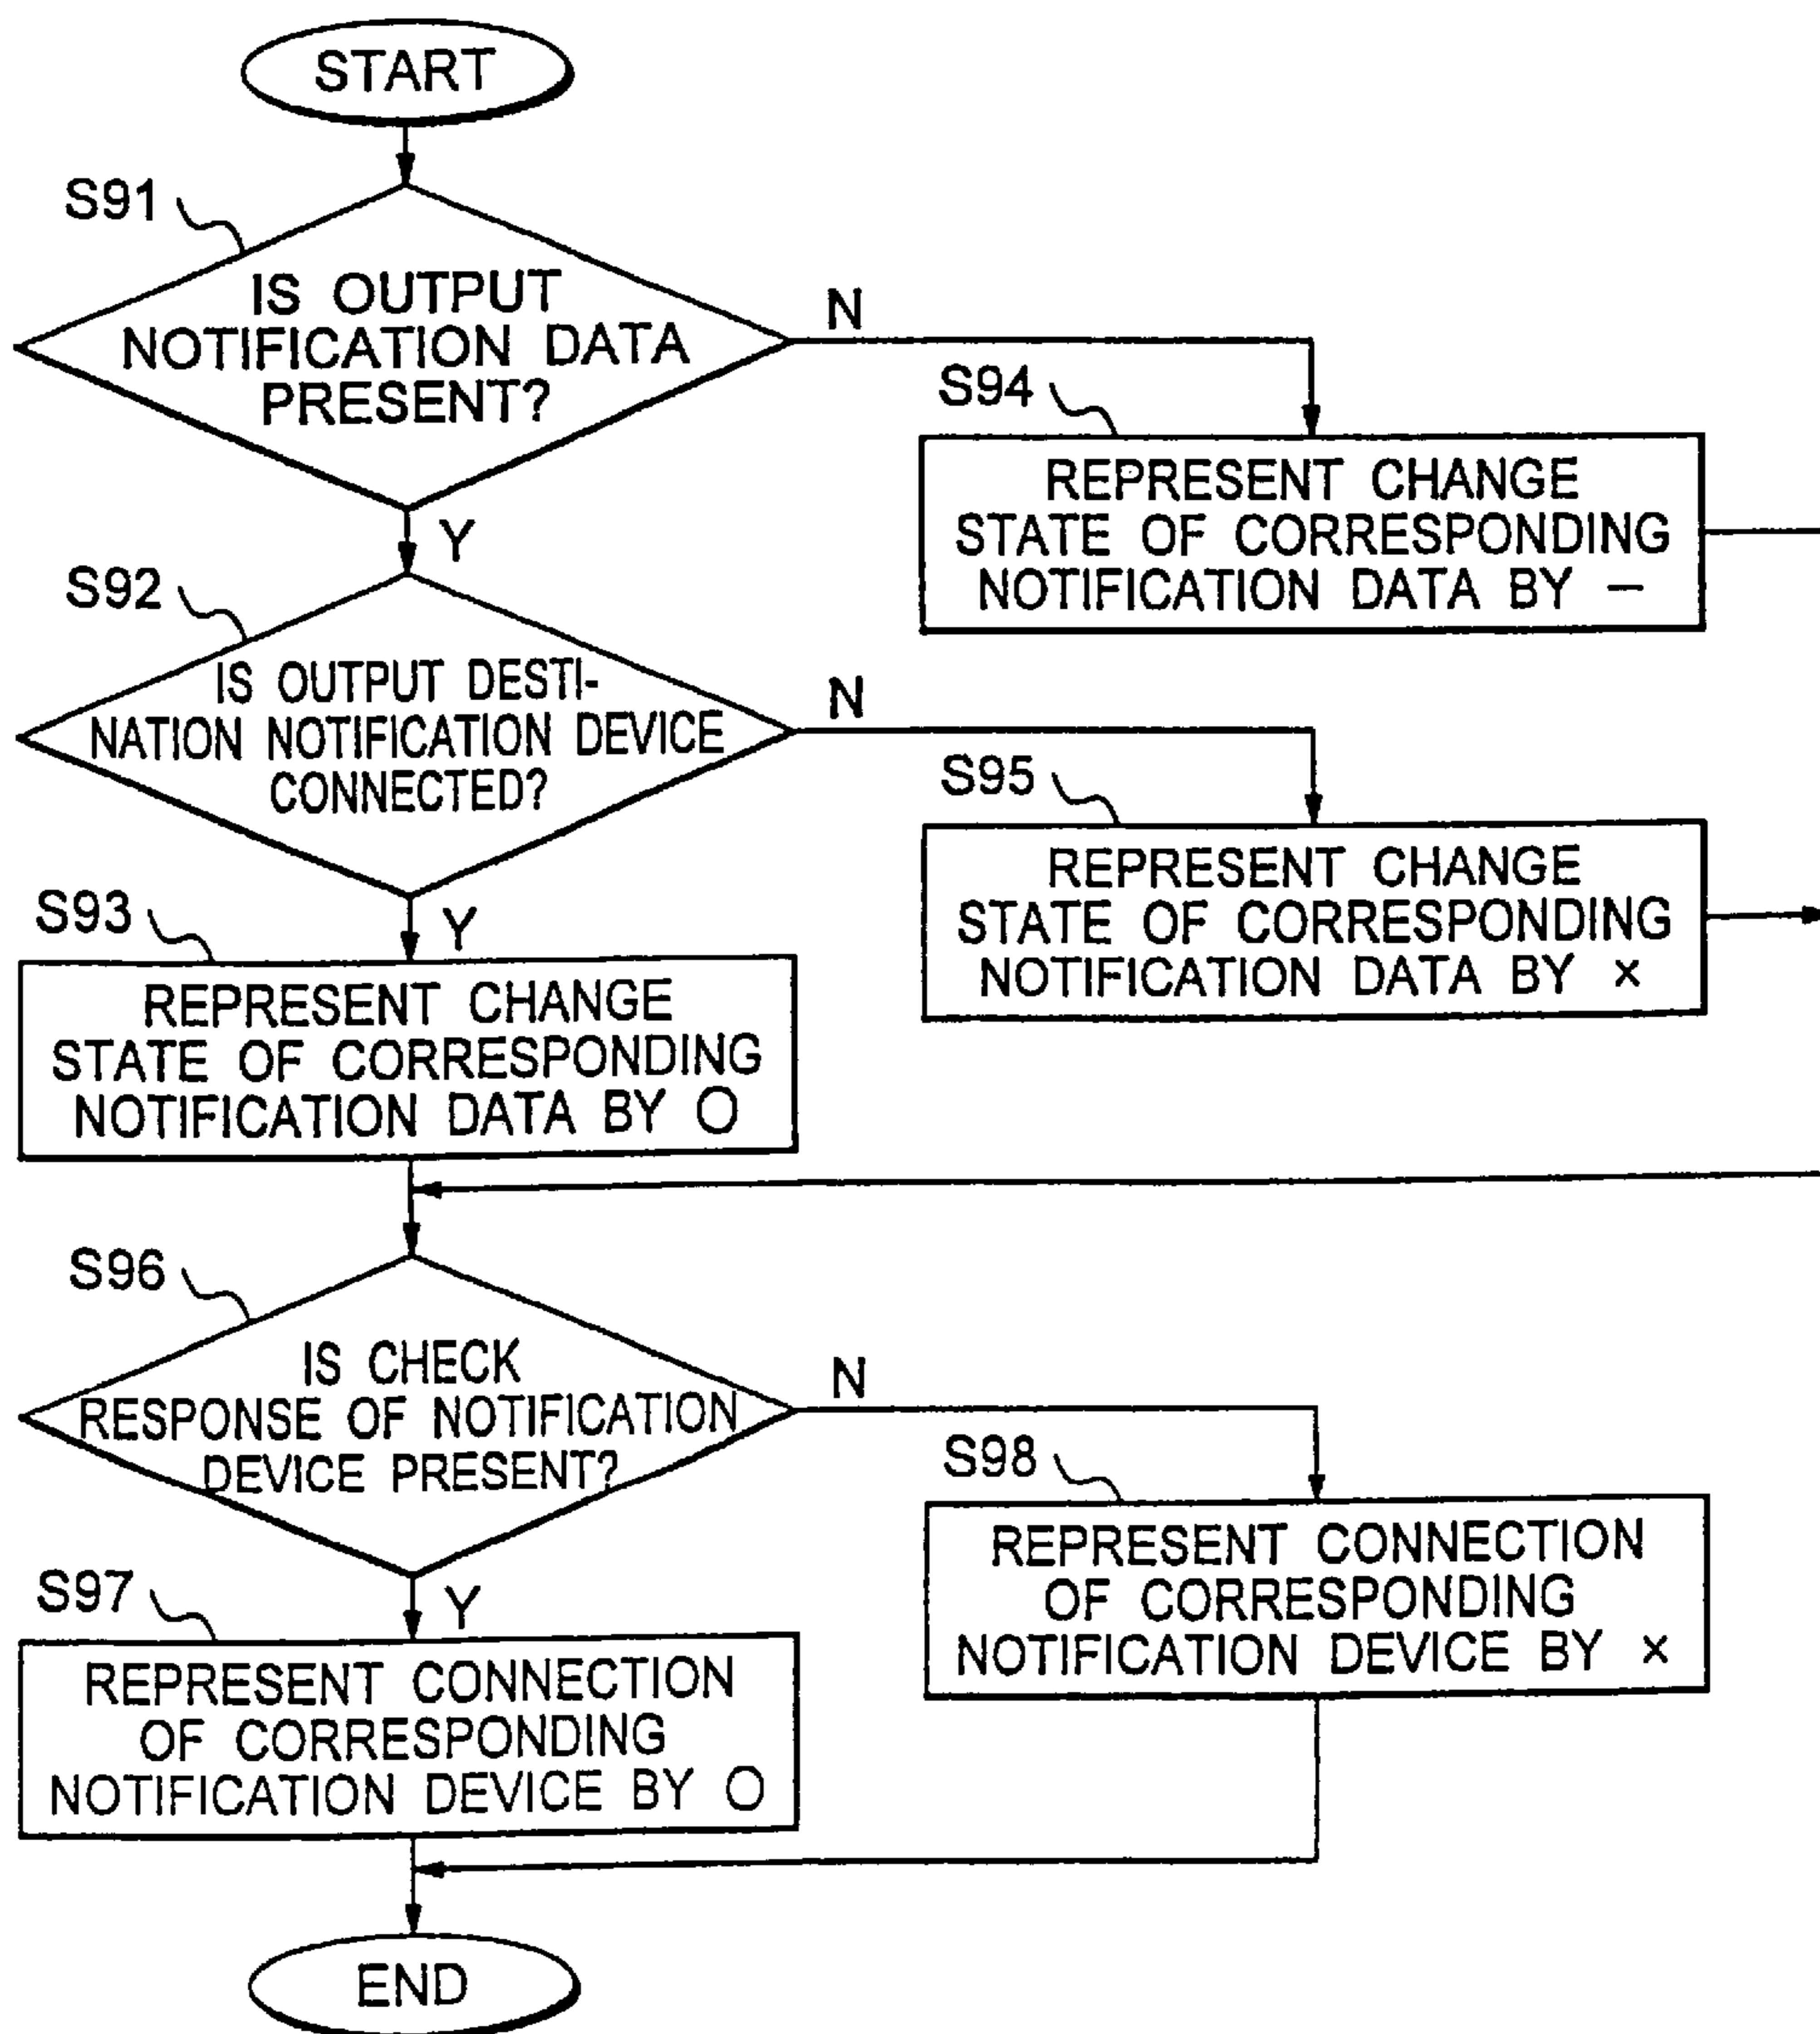 START
S91
IS OUTPUT
NOTIFICATION DATA
PRESENT?
N
Y
S94
REPRESENT CHANGE
STATE OF CORRESPONDING
NOTIFICATION DATA BY —
S92
IS OUTPUT DESTI-
NATION NOTIFICATION DEVICE
CONNECTED?
N
Y
S95
REPRESENT CHANGE
STATE OF CORRESPONDING
NOTIFICATION DATA BY ×
S93
REPRESENT CHANGE
STATE OF CORRESPONDING
NOTIFICATION DATA BY ○
S96
IS CHECK
RESPONSE OF NOTIFICATION
DEVICE PRESENT?
N
Y
S98
REPRESENT CONNECTION
OF CORRESPONDING
NOTIFICATION DEVICE BY ×
S97
REPRESENT CONNECTION
OF CORRESPONDING
NOTIFICATION DEVICE BY ○
END